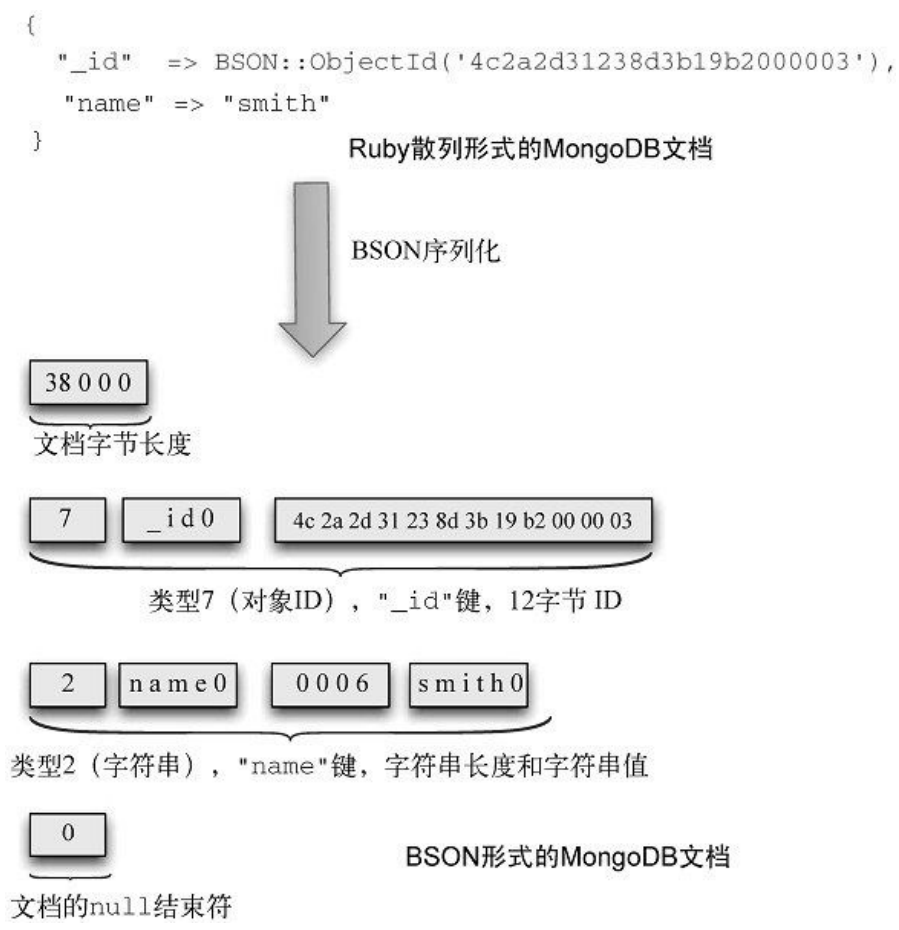 {
"_id" => BSON::ObjectId('4c2a2d31238d3b19b2000003'),
"name" => "smith"
}
Ruby散列形式的MongoDB文档
BSON序列化
38 0 0 0
文档字节长度
7 _ i d 0 4c 2a 2d 31 23 8d 3b 19 b2 00 00 03
类型7（对象ID），"_id"键，12字节 ID
2 n a m e 0 0 0 0 6 s m i t h 0
类型2（字符串），"name"键，字符串长度和字符串值
0
BSON形式的MongoDB文档
文档的null结束符